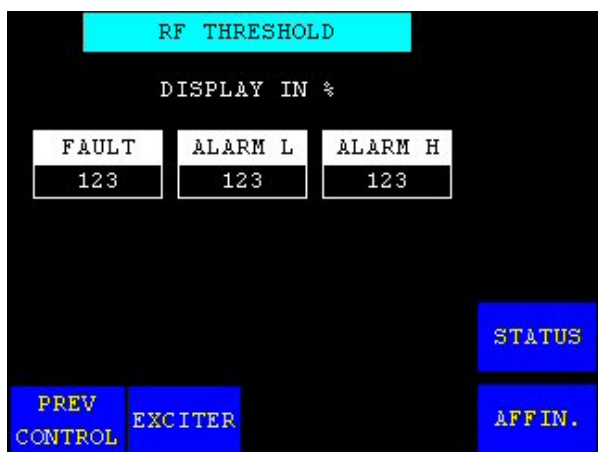 RF THRESHOLD
DISPLAY IN %
FAULT ALARM L ALARM H
123 123 123
STATUS
PREV
CONTROL
EXCITER
AFFIN.